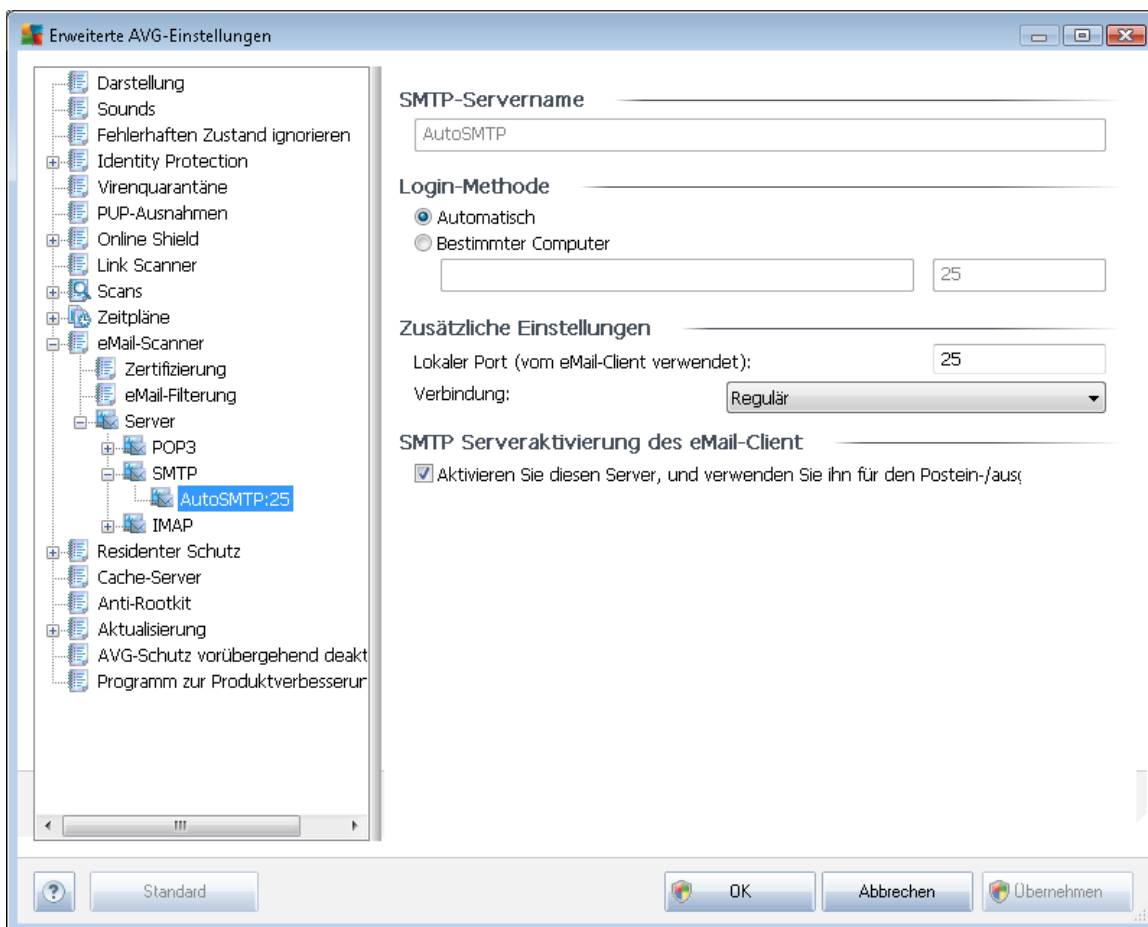 Erweiterte AVG-Einstellungen
Darstellung
Sounds
Fehlerhaften Zustand ignorieren
Identity Protection
Virenquarantäne
PUP-Ausnahmen
Online Shield
Link Scanner
Scans
Zeitpläne
eMail-Scanner
Zertifizierung
eMail-Filterung
Server
POP3
SMTP
AutoSMTP:25
IMAP
Residenter Schutz
Cache-Server
Anti-Rootkit
Aktualisierung
AVG-Schutz vorübergehend deakt
Programm zur Produktverbesserur
SMTP-Servername
AutoSMTP
Login-Methode
Automatisch
Bestimmter Computer
25
Zusätzliche Einstellungen
Lokaler Port (vom eMail-Client verwendet): 25
Verbindung: Regulär
SMTP Serveraktivierung des eMail-Client
Aktivieren Sie diesen Server, und verwenden Sie ihn für den Postein-/ausg
? Standard OK Abbrechen Übernehmen